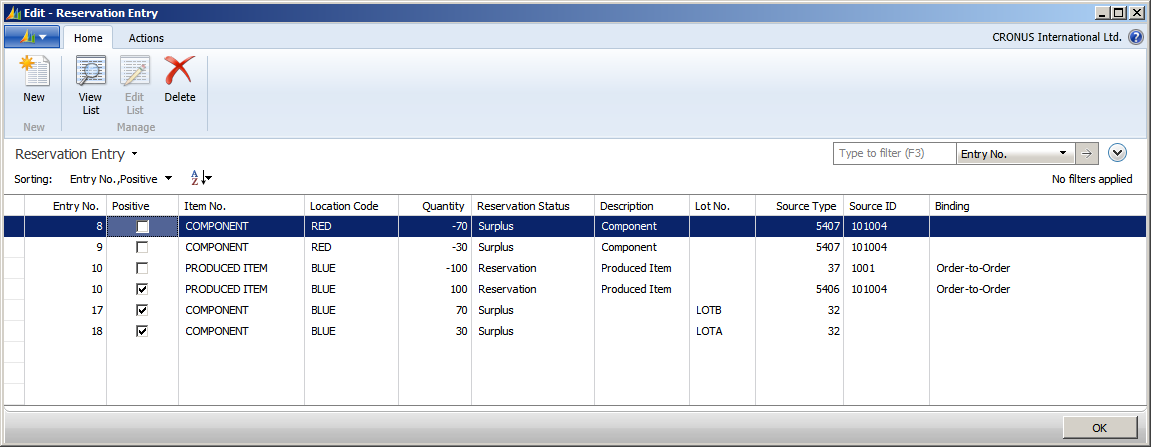 Edit - Reservation Entry
Home Actions CRONUS International Ltd.
New View List Edit List Delete
New Manage
Reservation Entry Type to filter (F3) Entry No.
Sorting: Entry No.,Positive No filters applied
Entry No. Positive Item No. Location Code Quantity Reservation Status Description Lot No. Source Type Source ID Binding
8 COMPONENT RED -70 Surplus Component 5407 101004
9 COMPONENT RED -30 Surplus Component 5407 101004
10 PRODUCED ITEM BLUE -100 Reservation Produced Item 37 1001 Order-to-Order
10 PRODUCED ITEM BLUE 100 Reservation Produced Item 5406 101004 Order-to-Order
17 COMPONENT BLUE 70 Surplus LOTB 32
18 COMPONENT BLUE 30 Surplus LOTA 32
OK